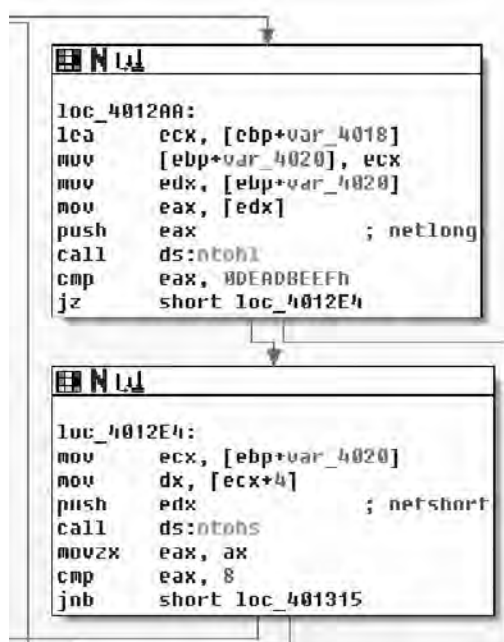 loc_4012AA:
lea ecx, [ebp+var_4018]
mov [ebp+var_4020], ecx
mov edx, [ebp+var_4020]
mov eax, [edx]
push eax ; netlong
call ds:ntohl
cmp eax, 0DEADBEEFh
jz short loc_4012E4
loc_4012E4:
mov ecx, [ebp+var_4020]
mov dx, [ecx+4]
push edx ; netshort
call ds:ntohs
movzx eax, ax
cmp eax, 8
jnb short loc_401315